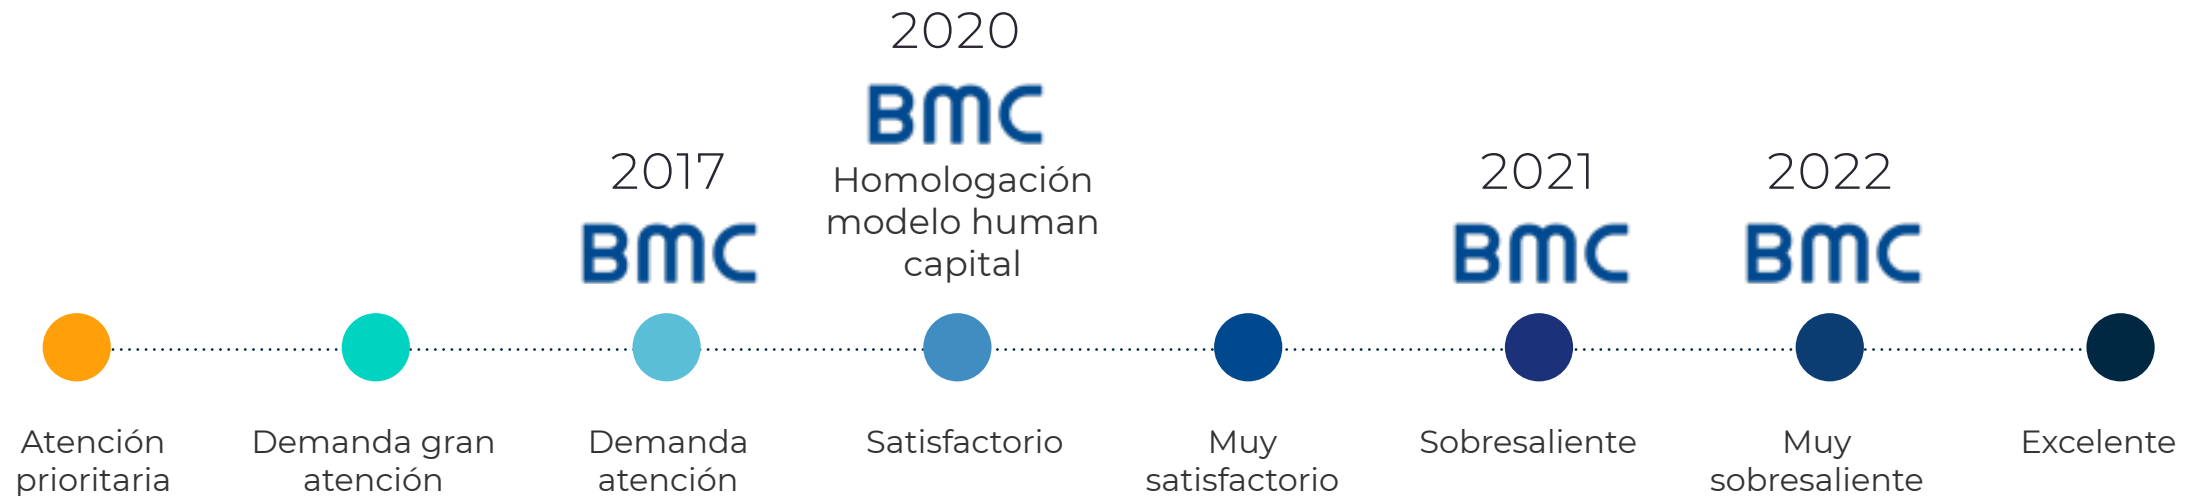 2020
BMC
Homologación
modelo human
capital
2017
BMC
2021
BMC
2022
BMC
Atención
prioritaria
Demanda gran
atención
Demanda
atención
Satisfactorio
Muy
satisfactorio
Sobresaliente
Muy
sobresaliente
Excelente